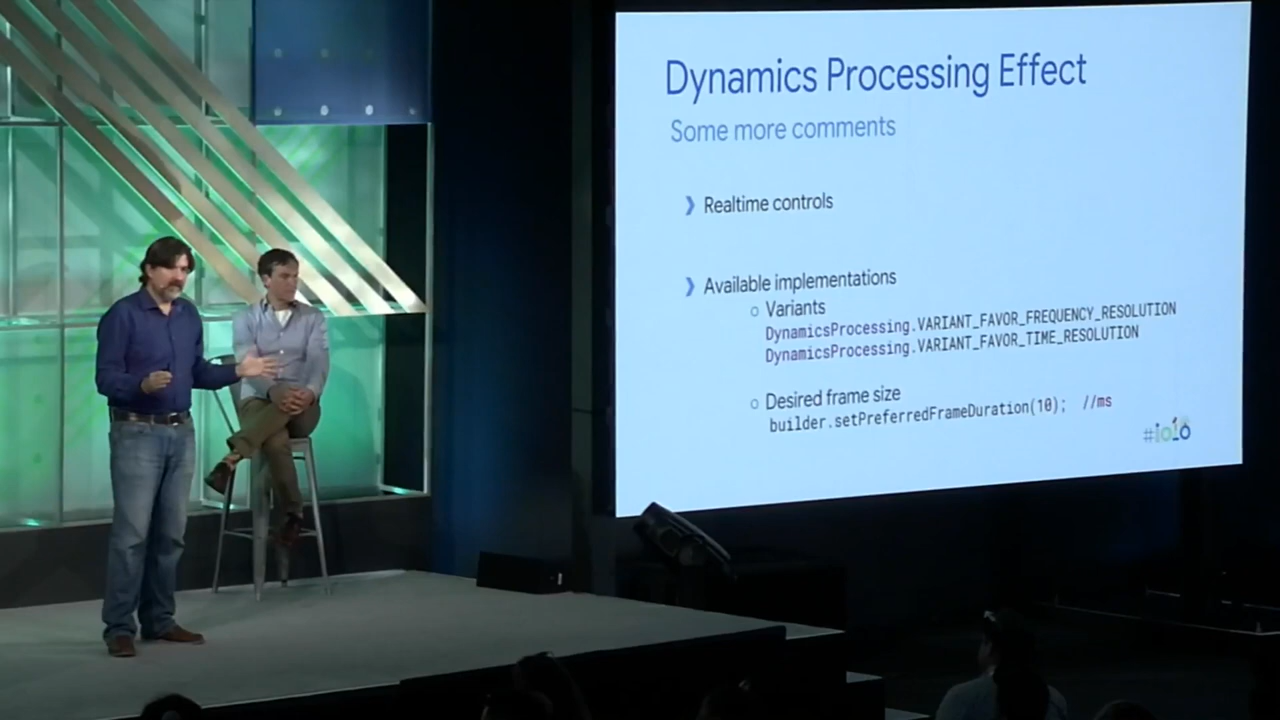 Dynamics Processing Effect
Some more comments
❯ Realtime controls
❯ Available implementations
○ Variants
DynamicsProcessing.VARIANT_FAVOR_FREQUENCY_RESOLUTION
DynamicsProcessing.VARIANT_FAVOR_TIME_RESOLUTION
○ Desired frame size
builder.setPreferredFrameDuration(10); //ms
#io18